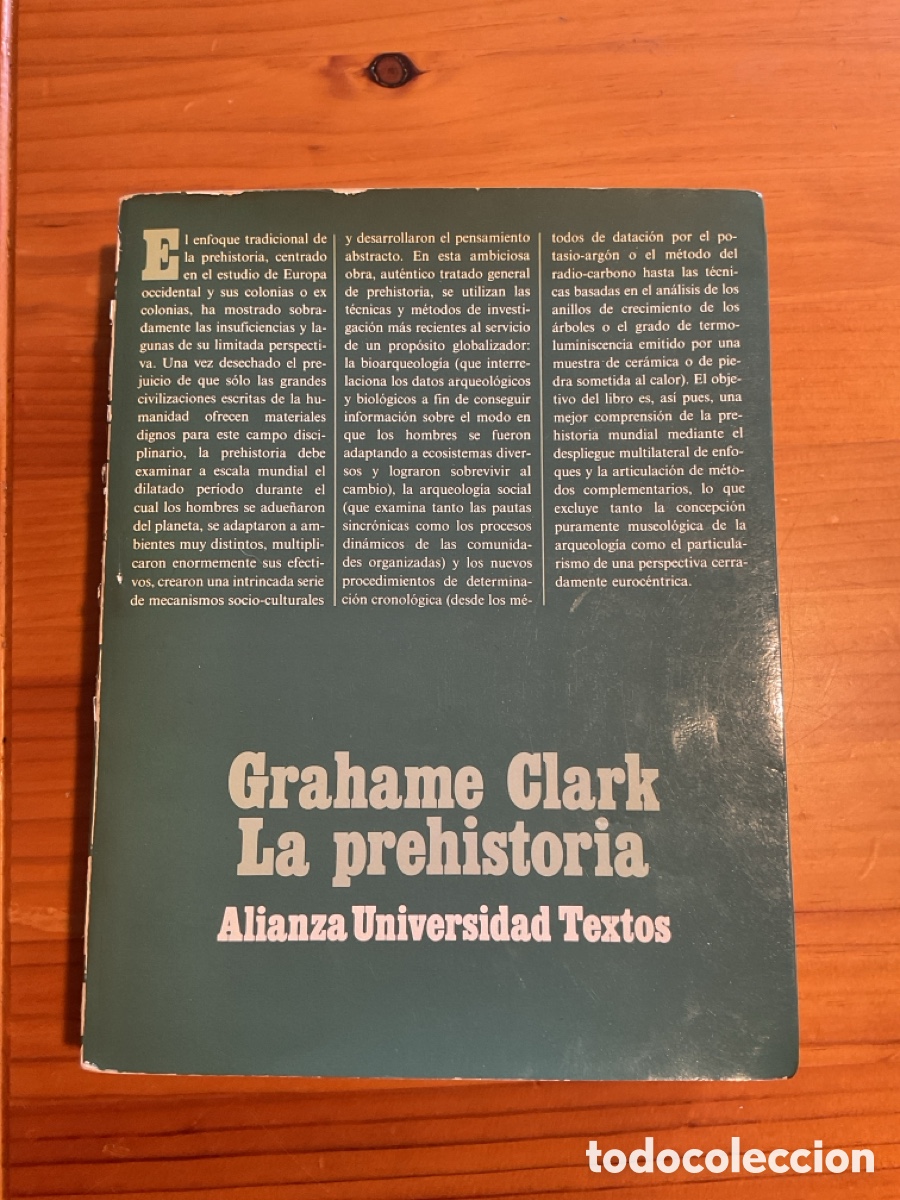 El enfoque tradicional de
la prehistoria, centrado
en el estudio de Europa
occidental y sus colonias o ex
colonias, ha mostrado sobra-
damente las insuficiencias y la-
gunas de su limitada perspecti-
va. Una vez desechado el pre-
juicio de que sólo las grandes
civilizaciones escritas de la hu-
manidad ofrecen materiales
dignos para este campo disci-
plinario, la prehistoria debe
examinar a escala mundial el
dilatado período durante el
cual los hombres se adueñaron
del planeta, se adaptaron a am-
bientes muy distintos, multipli-
caron enormemente sus efecti-
vos, crearon una intrincada serie
de mecanismos socio-culturales
y desarrollaron el pensamiento
abstracto. En esta ambiciosa
obra, auténtico tratado general
de prehistoria, se utilizan las
técnicas y métodos de investi-
gación más recientes al servicio
de un propósito globalizador:
la bioarqueología (que interre-
laciona los datos arqueológicos
y biológicos a fin de conseguir
información sobre el modo en
que los hombres se fueron
adaptando a ecosistemas diver-
sos y lograron sobrevivir al
cambio), la arqueología social
(que examina tanto las pautas
sincrónicas como los procesos
dinámicos de las comunida-
des organizadas) y los nuevos
procedimientos de determina-
ción cronológica (desde los mé-
todos de datación por el po-
tasio-argón o el método del
radio-carbono hasta las técni-
cas basadas en el análisis de los
anillos de crecimiento de los
árboles o el grado de termo-
luminiscencia emitido por una
muestra de cerámica o de pie-
dra sometida al calor). El obje-
tivo del libro es, así pues, una
mejor comprensión de la pre-
historia mundial mediante el
despliegue multilateral de enfo-
ques y la articulación de méto-
dos complementarios, lo que
excluye tanto la concepción
puramente museológica de la
arqueología como el particula-
rismo de una perspectiva cerra-
damente eurocéntrica.
Grahame Clark
La prehistoria
Alianza Universidad Textos
todocoleccion